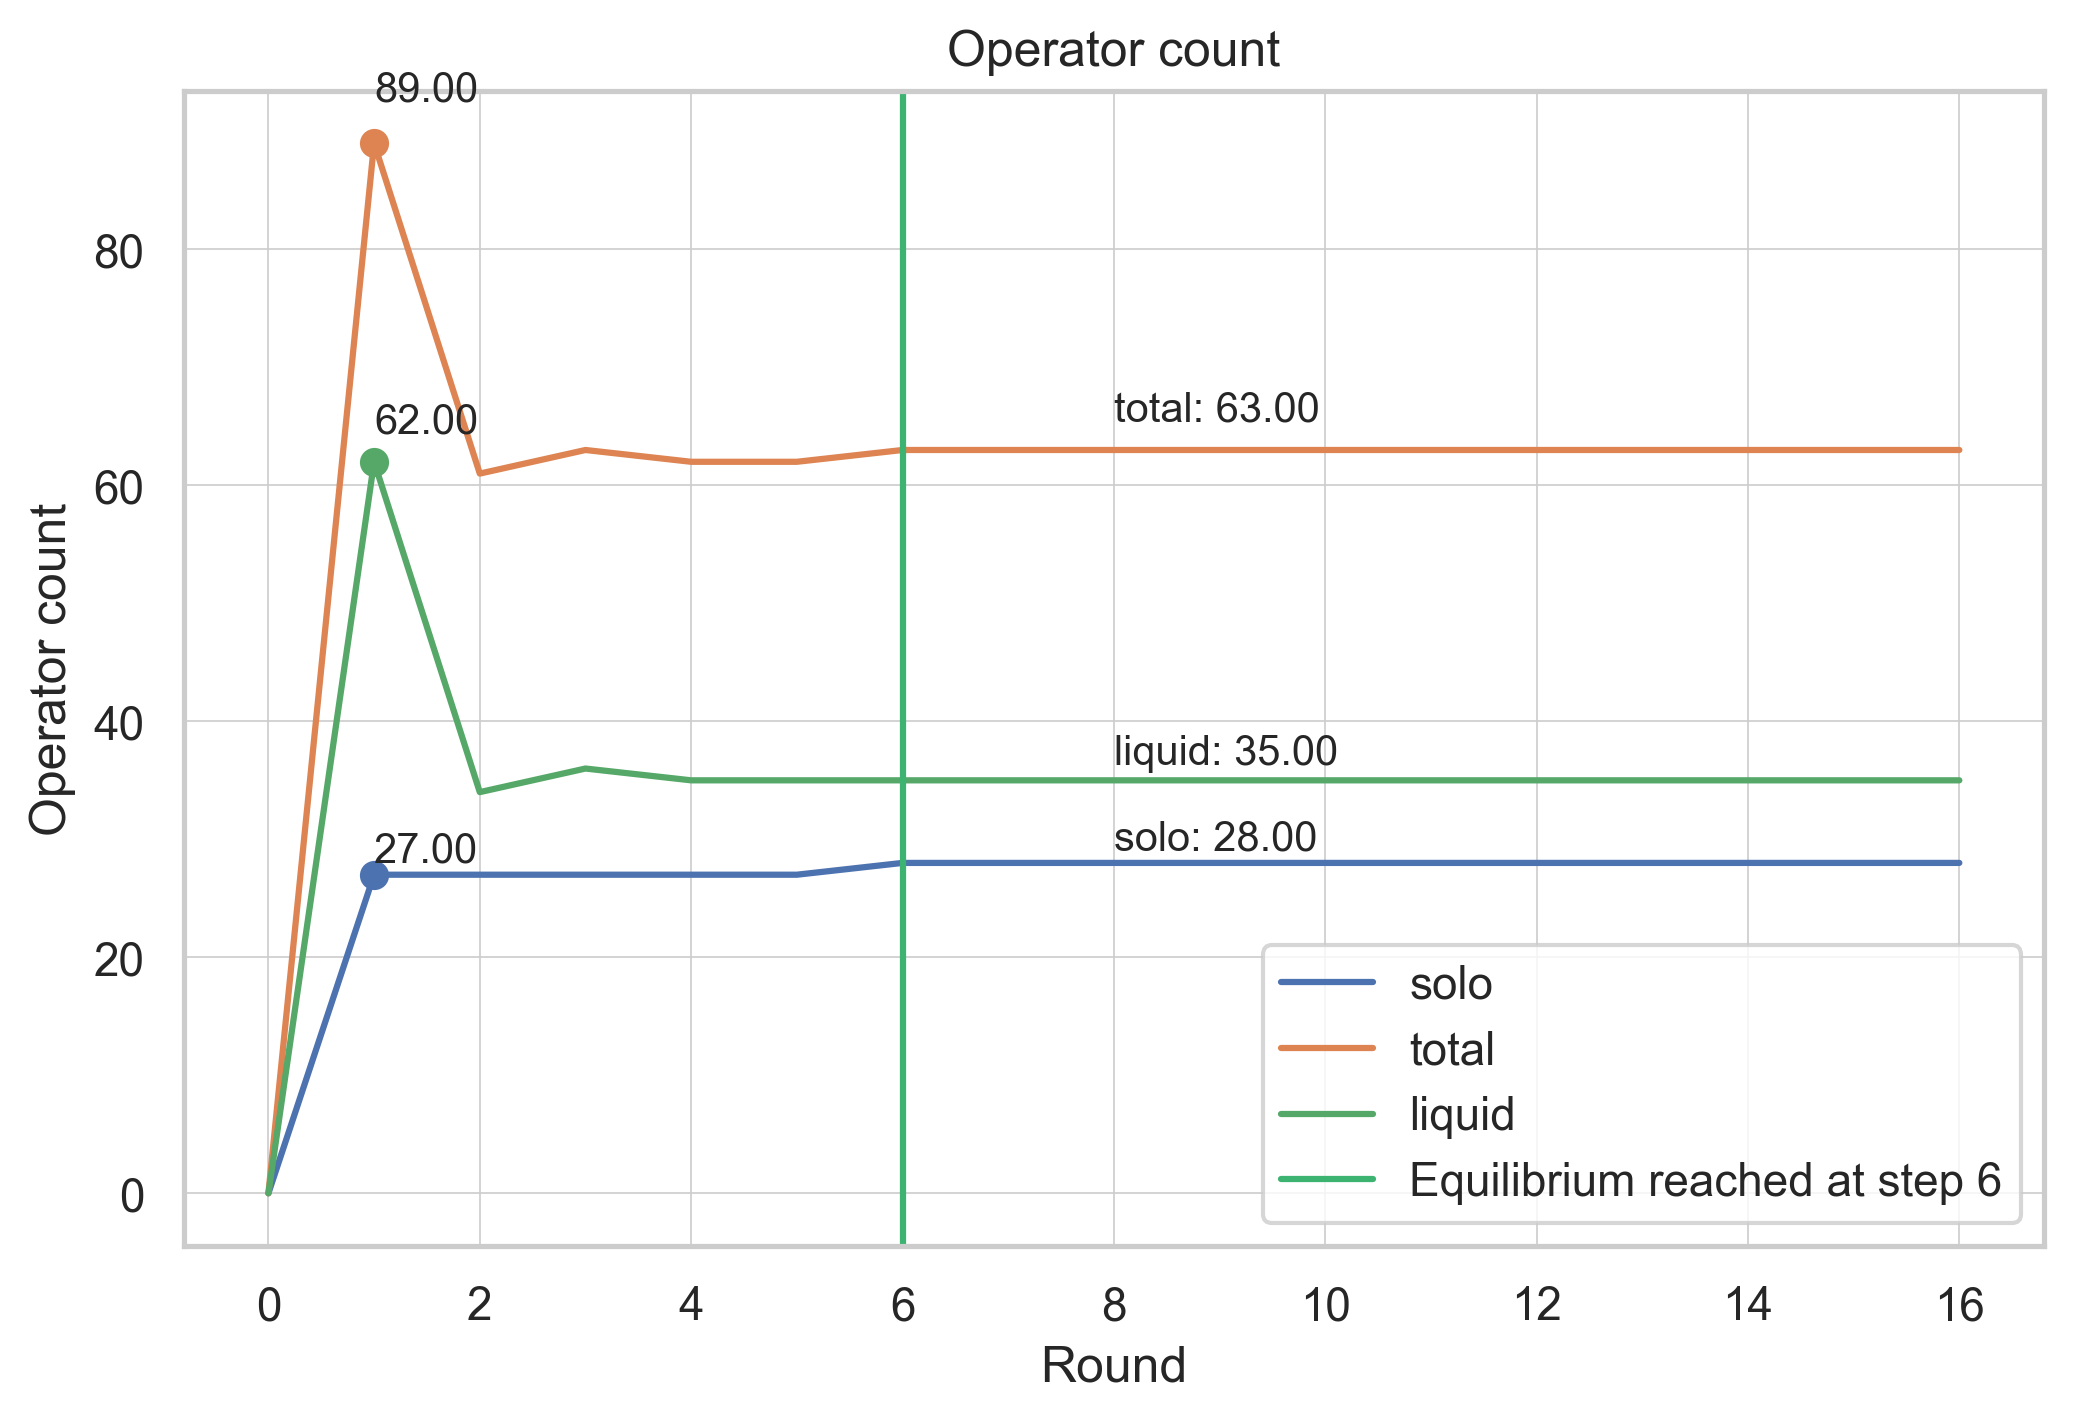 Operator count
89.00
80
total: 63.00
62.00
60
Operator count
40
liquid: 35.00
solo: 28.00
27.00
20
solo
total
liquid
Equilibrium reached at step 6
0
0 2 4 6 8 10 12 14 16
Round